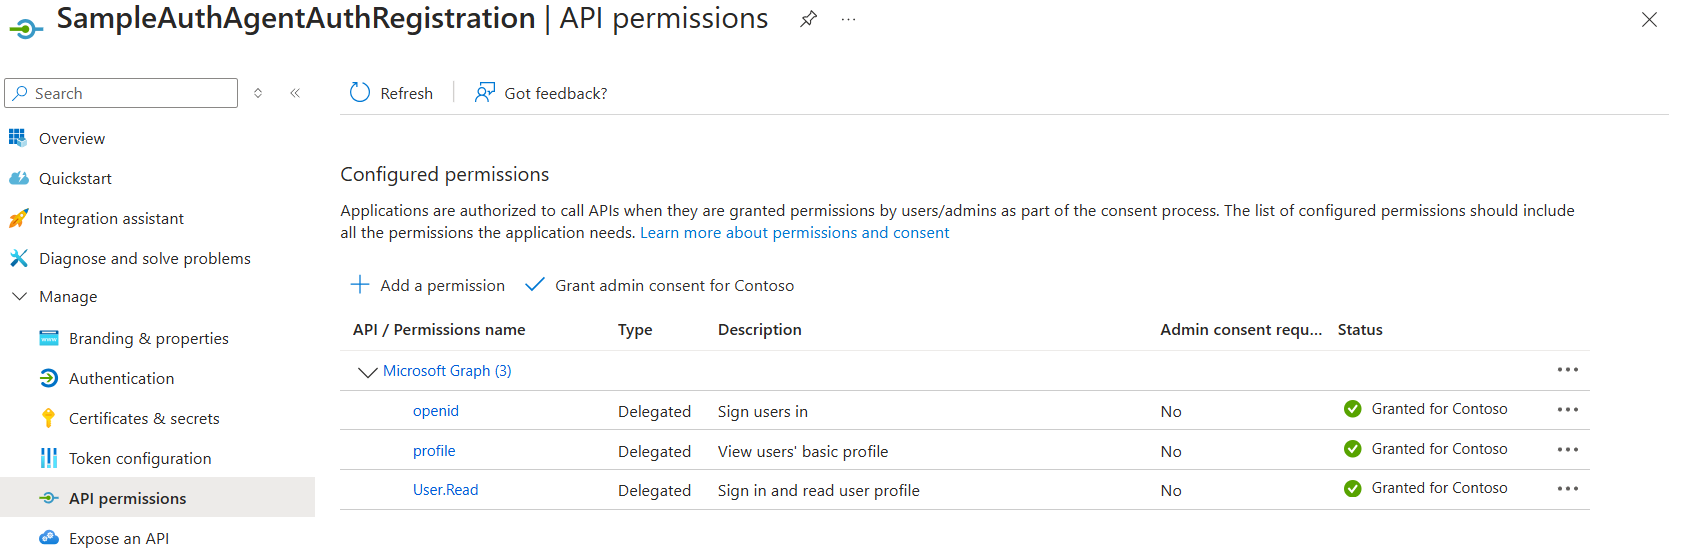 SampleAuthAgentAuthRegistration | API permissions
Search
Refresh
Got feedback?
Overview
Quickstart
Integration assistant
Diagnose and solve problems
Manage
Branding & properties
Authentication
Certificates & secrets
Token configuration
API permissions
Expose an API
Configured permissions
Applications are authorized to call APIs when they are granted permissions by users/admins as part of the consent process. The list of configured permissions should include
all the permissions the application needs. Learn more about permissions and consent
Add a permission
Grant admin consent for Contoso
API / Permissions name Type Description Admin consent requ... Status
Microsoft Graph (3)
openid Delegated Sign users in No Granted for Contoso
profile Delegated View users' basic profile No Granted for Contoso
User.Read Delegated Sign in and read user profile No Granted for Contoso